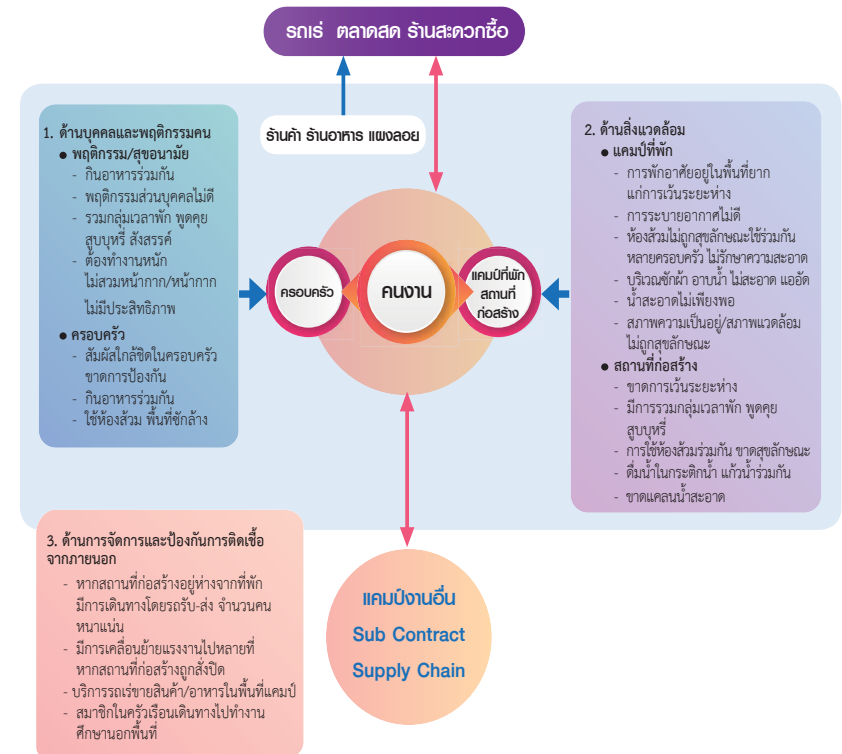 รถเร่ ตลาดสด ร้านสะดวกซื้อ
ร้านค้า ร้านอาหาร แผงลอย
1. ด้านบุคคลและพฤติกรรมคน
● พฤติกรรม/สุขอนามัย
- กินอาหารร่วมกัน
- พฤติกรรมส่วนบุคคลไม่ดี
- รวมกลุ่มเวลาพัก พูดคุย
สูบบุหรี่ สังสรรค์
- ต้องทำงานหนัก
ไม่สวมหน้ากาก/หน้ากาก
ไม่มีประสิทธิภาพ
● ครอบครัว
- สัมผัสใกล้ชิดในครอบครัว
ขาดการป้องกัน
- กินอาหารร่วมกัน
- ใช้ห้องส้วม พื้นที่ซักล้าง
ครอบครัว
คนงาน
แคมป์ที่พัก
สถานที่
ก่อสร้าง
2. ด้านสิ่งแวดล้อม
● แคมป์ที่พัก
- การพักอาศัยอยู่ในพื้นที่ยาก
แก่การเว้นระยะห่าง
- การระบายอากาศไม่ดี
- ห้องส้วมไม่ถูกสุขลักษณะใช้ร่วมกัน
หลายครอบครัว ไม่รักษาความสะอาด
- บริเวณซักผ้า อาบน้ำ ไม่สะอาด แออัด
- น้ำสะอาดไม่เพียงพอ
- สภาพความเป็นอยู่/สภาพแวดล้อม
ไม่ถูกสุขลักษณะ
● สถานที่ก่อสร้าง
- ขาดการเว้นระยะห่าง
- มีการรวมกลุ่มเวลาพัก พูดคุย
สูบบุหรี่
- การใช้ห้องส้วมร่วมกัน ขาดสุขลักษณะ
- ดื่มน้ำในกระติกน้ำ แก้วน้ำร่วมกัน
- ขาดแคลนน้ำสะอาด
3. ด้านการจัดการและป้องกันการติดเชื้อ
จากภายนอก
- หากสถานที่ก่อสร้างอยู่ห่างจากที่พัก
มีการเดินทางโดยรถรับ-ส่ง จำนวนคน
หนาแน่น
- มีการเคลื่อนย้ายแรงงานไปหลายที่
หากสถานที่ก่อสร้างถูกสั่งปิด
- บริการรถเร่ขายสินค้า/อาหารในพื้นที่แคมป์
- สมาชิกในครัวเรือนเดินทางไปทำงาน
ศึกษานอกพื้นที่
แคมป์งานอื่น
Sub Contract
Supply Chain